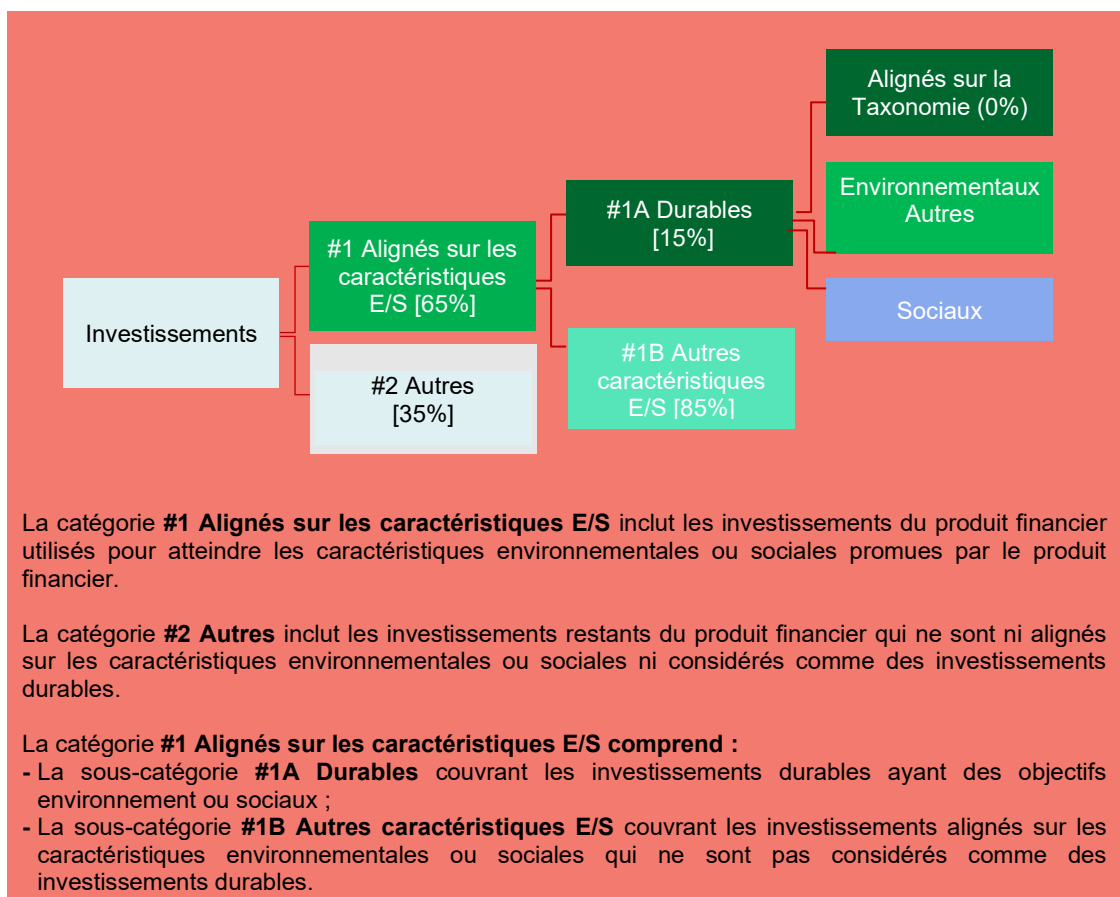 Alignés sur la
Taxonomie (0%)
Environnementaux
Autres
#1A Durables
[15%]
#1 Alignés sur les
caractéristiques
E/S [65%]
Sociaux
Investissements
#1B Autres
caractéristiques
E/S [85%]
#2 Autres
[35%]
La catégorie #1 Alignés sur les caractéristiques E/S inclut les investissements du produit financier
utilisés pour atteindre les caractéristiques environnementales ou sociales promues par le produit
financier.
La catégorie #2 Autres inclut les investissements restants du produit financier qui ne sont ni alignés
sur les caractéristiques environnementales ou sociales ni considérés comme des investissements
durables.
La catégorie #1 Alignés sur les caractéristiques E/S comprend :
- La sous-catégorie #1A Durables couvrant les investissements durables ayant des objectifs
environnement ou sociaux ;
- La sous-catégorie #1B Autres caractéristiques E/S couvrant les investissements alignés sur les
caractéristiques environnementales ou sociales qui ne sont pas considérés comme des
investissements durables.